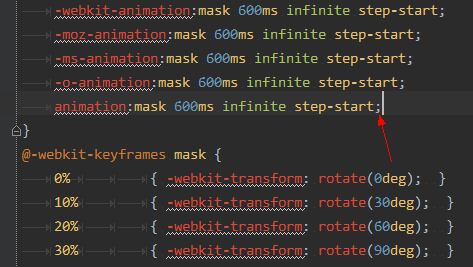 -webkit-animation:mask 600ms infinite step-start;
-moz-animation:mask 600ms infinite step-start;
-ms-animation:mask 600ms infinite step-start;
-o-animation:mask 600ms infinite step-start;
animation:mask 600ms infinite step-start;
}
@-webkit-keyframes mask {
0% { -webkit-transform: rotate(0deg); }
10% { -webkit-transform: rotate(30deg); }
20% { -webkit-transform: rotate(60deg); }
30% { -webkit-transform: rotate(90deg); }